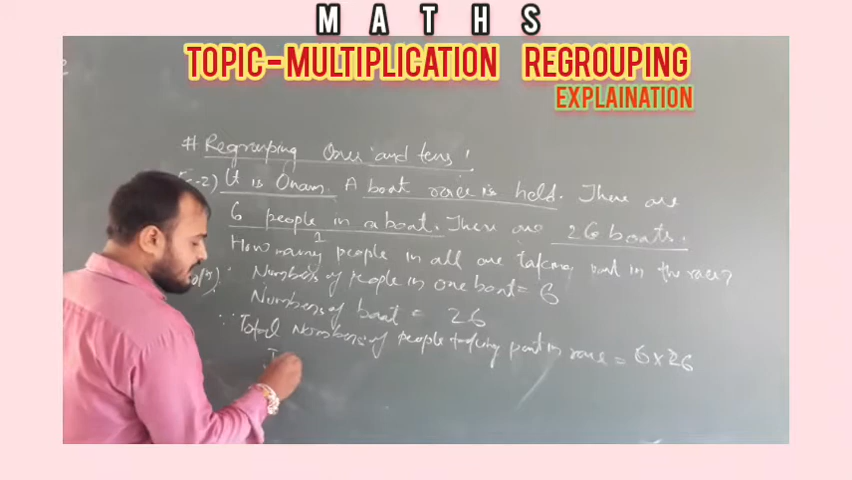 MATHS
TOPIC-MULTIPLICATION REGROUPING
EXPLAINATION
# Regrouping Ones and tens!
It is Onam. A boat race is held. There are
6 people in a boat. There are 26 boats.
How many people in all are taking part in the race?
Numbers of people in one boat = 6
Numbers of boat = 26
∵ Total Numbers of people taking part in race = 6 x 26